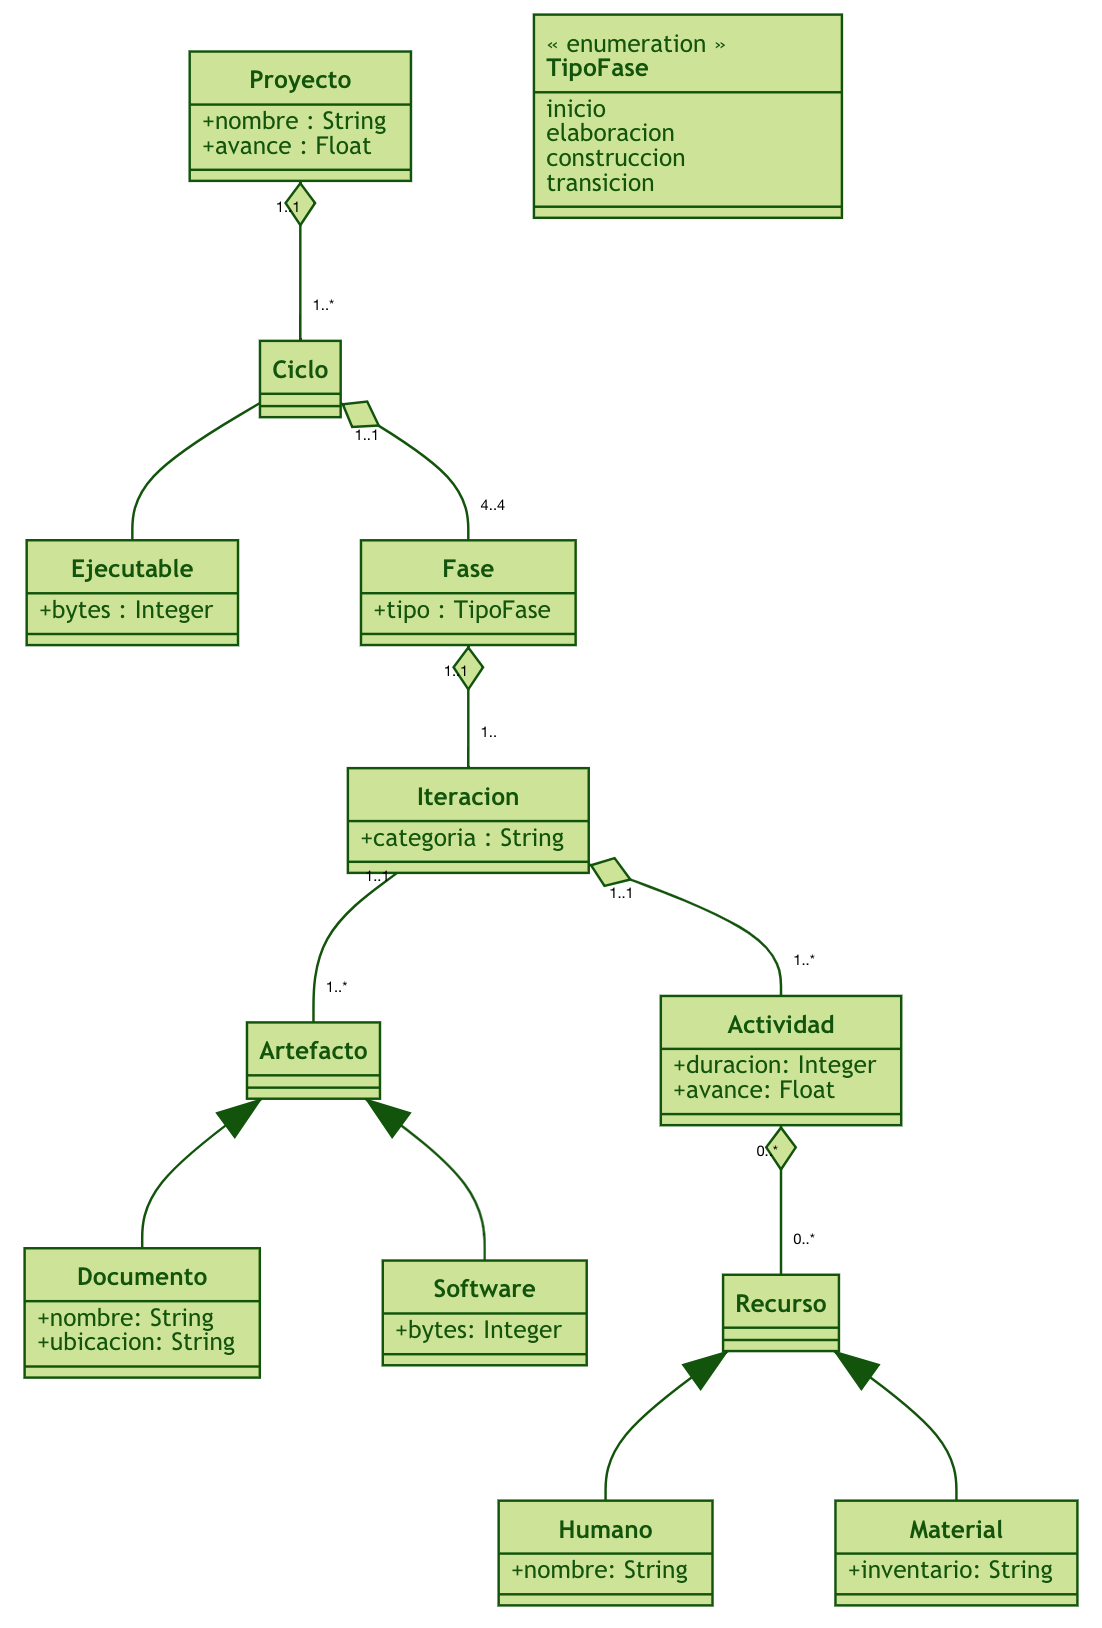 Proyecto
+nombre : String
+avance : Float
« enumeration »
TipoFase
inicio
elaboracion
construccion
transicion
1..1
1..*
Ciclo
1..1
4..4
Ejecutable
+bytes : Integer
Fase
+tipo : TipoFase
1..1
1..
Iteracion
+categoria : String
1..1
1..1
1..*
1..*
Artefacto
Actividad
+duracion: Integer
+avance: Float
0..*
0..*
Documento
+nombre: String
+ubicacion: String
Software
+bytes: Integer
Recurso
Humano
+nombre: String
Material
+inventario: String